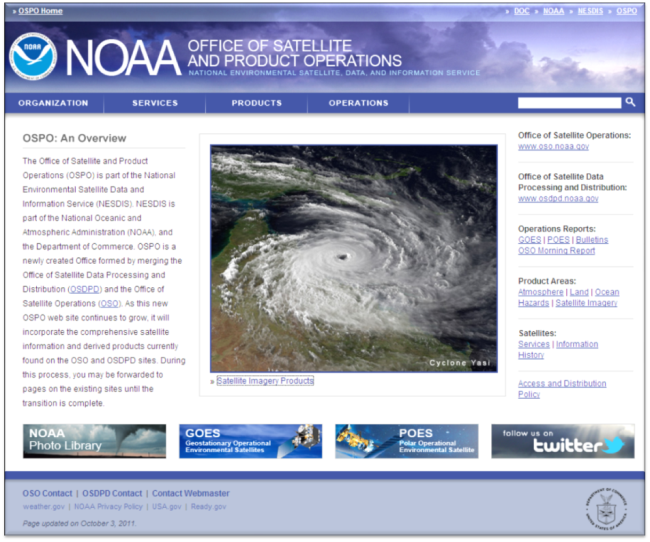 » OSPO Home
» DOC » NOAA » NESDIS » OSPO
NOAA
NOAA
OFFICE OF SATELLITE
AND PRODUCT OPERATIONS
NATIONAL ENVIRONMENTAL SATELLITE, DATA, AND INFORMATION SERVICE
ORGANIZATION SERVICES PRODUCTS OPERATIONS
OSPO: An Overview
The Office of Satellite and Product
Operations (OSPO) is part of the National
Environmental Satellite Data and
Information Service (NESDIS). NESDIS is
part of the National Oceanic and
Atmospheric Administration (NOAA), and
the Department of Commerce. OSPO is a
newly created Office formed by merging the
Office of Satellite Data Processing and
Distribution (OSDPD) and the Office of
Satellite Operations (OSO). As this new
OSPO web site continues to grow, it will
incorporate the comprehensive satellite
information and derived products currently
found on the OSO and OSDPD sites. During
this process, you may be forwarded to
pages on the existing sites until the
transition is complete.
Cyclone Yasi
» Satellite Imagery Products
Office of Satellite Operations:
www.oso.noaa.gov
Office of Satellite Data
Processing and Distribution:
www.osdpd.noaa.gov
Operations Reports:
GOES | POES | Bulletins
OSO Morning Report
Product Areas:
Atmosphere | Land | Ocean
Hazards | Satellite Imagery
Satellites:
Services | Information
History
Access and Distribution
Policy
NOAA
Photo Library
GOES
Geostationary Operational
Environmental Satellites
POES
Polar Operational
Environmental Satellite
follow us on
twitter
OSO Contact | OSDPD Contact | Contact Webmaster
weather.gov | NOAA Privacy Policy | USA.gov | Ready.gov
Page updated on October 3, 2011.